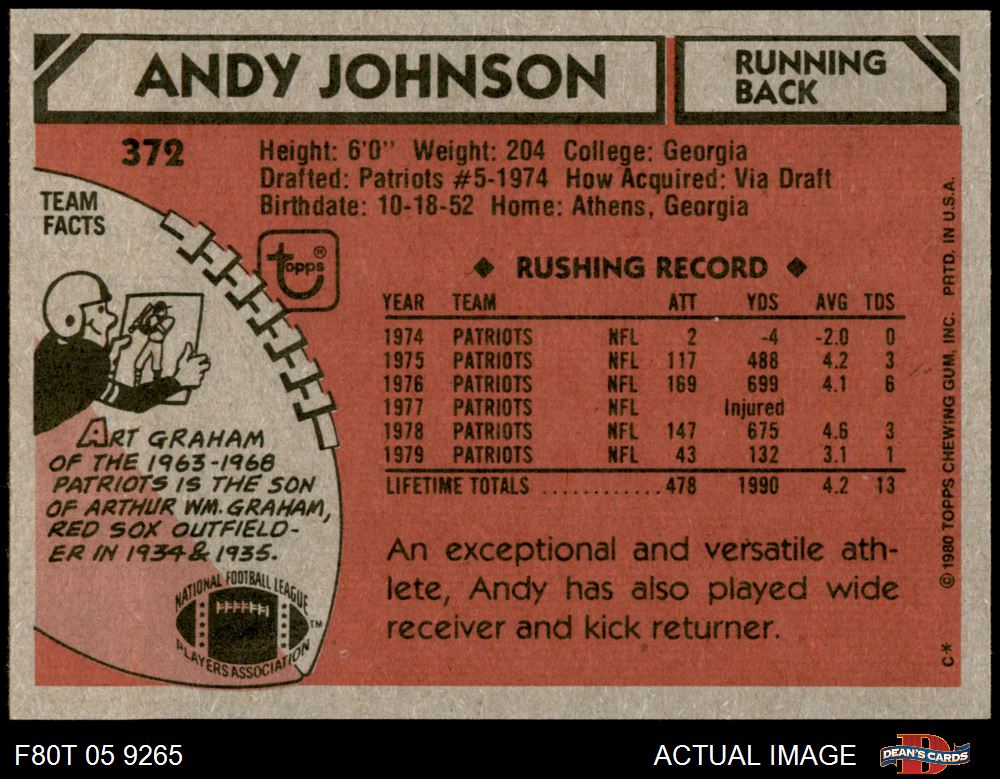 ANDY JOHNSON
RUNNING
BACK
372
Height: 6'0" Weight: 204 College: Georgia
Drafted: Patriots #5-1974 How Acquired: Via Draft
Birthdate: 10-18-52 Home: Athens, Georgia
TEAM
FACTS
topps®
◆ RUSHING RECORD ◆
YEAR TEAM ATT YDS AVG TDS
1974 PATRIOTS NFL 2 -4 -2.0 0
1975 PATRIOTS NFL 117 488 4.2 3
1976 PATRIOTS NFL 169 699 4.1 6
1977 PATRIOTS NFL Injured
1978 PATRIOTS NFL 147 675 4.6 3
1979 PATRIOTS NFL 43 132 3.1 1
LIFETIME TOTALS ............ 478 1990 4.2 13
ART GRAHAM
OF THE 1963-1968
PATRIOTS IS THE SON
OF ARTHUR WM. GRAHAM,
RED SOX OUTFIELD-
ER IN 1934 & 1935.
An exceptional and versatile ath-
lete, Andy has also played wide
receiver and kick returner.
NATIONAL FOOTBALL LEAGUE
PLAYERS ASSOCIATION
TM
© 1980 TOPPS CHEWING GUM, INC. PRTD. IN U.S.A.
C*
F80T 05 9265
ACTUAL IMAGE
DEAN'S CARDS